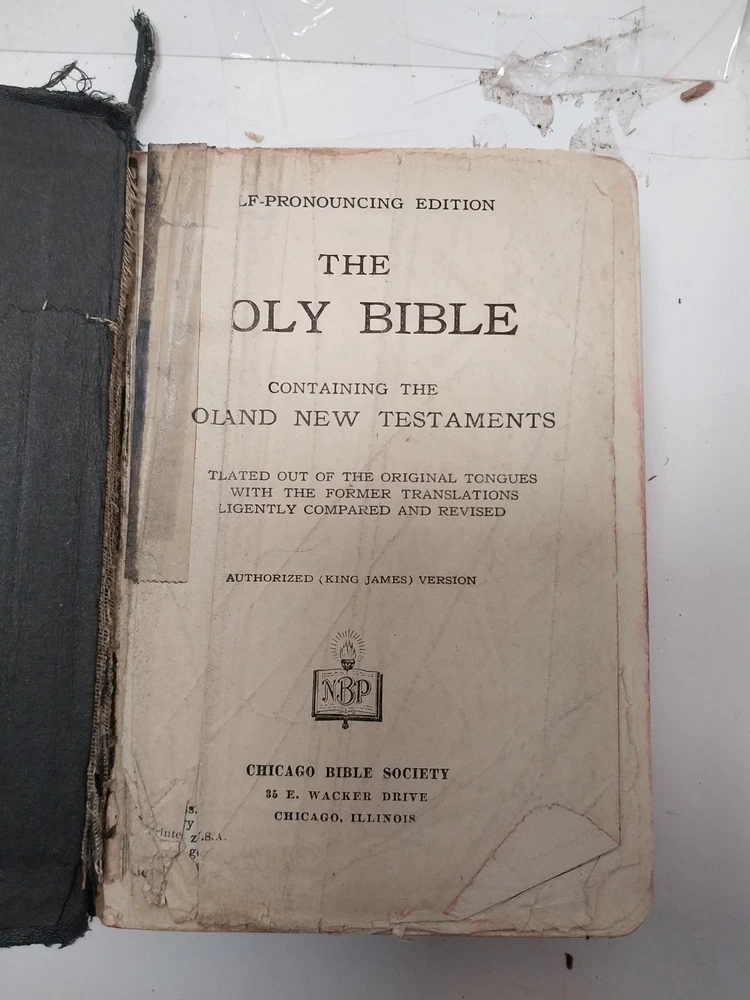 LF-PRONOUNCING EDITION
THE
OLY BIBLE
CONTAINING THE
OLAND NEW TESTAMENTS
TLATED OUT OF THE ORIGINAL TONGUES
WITH THE FORMER TRANSLATIONS
LIGENTLY COMPARED AND REVISED
AUTHORIZED (KING JAMES) VERSION
NBP
CHICAGO BIBLE SOCIETY
35 E. WACKER DRIVE
CHICAGO, ILLINOIS
s.
y
rinte z .S.A.
g